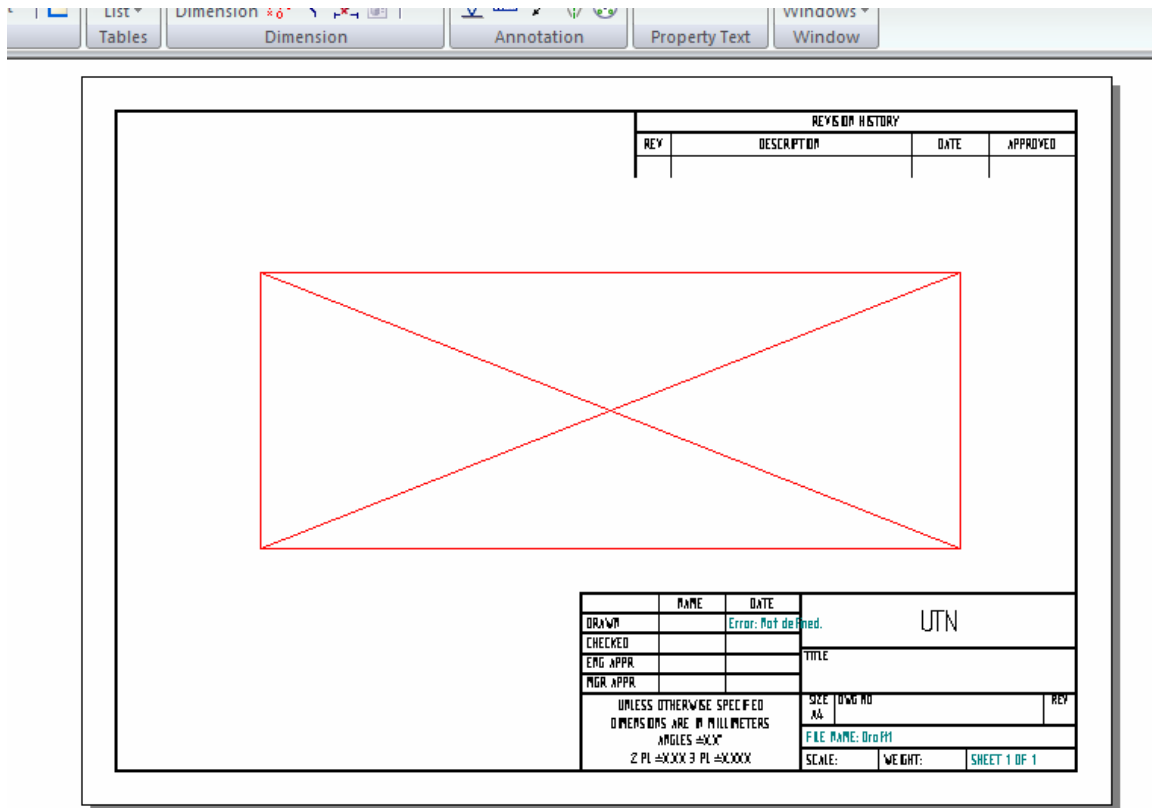 List Dimension Windows
Tables Dimension Annotation Property Text Window
REVISION HISTORY
REV DESCRIPTION DATE APPROVED
NAME DATE
DRAWN Error: Not defined.
CHECKED
ENG APPR
MGR APPR
UTN
TITLE
UNLESS OTHERWISE SPECIFIED
DIMENSIONS ARE IN MILLIMETERS
ANGLES ±X.X°
2 PL ±X.XX 3 PL ±X.XXX
SIZE DWG NO REV
A4
FILE NAME: Draft1
SCALE: WEIGHT: SHEET 1 OF 1